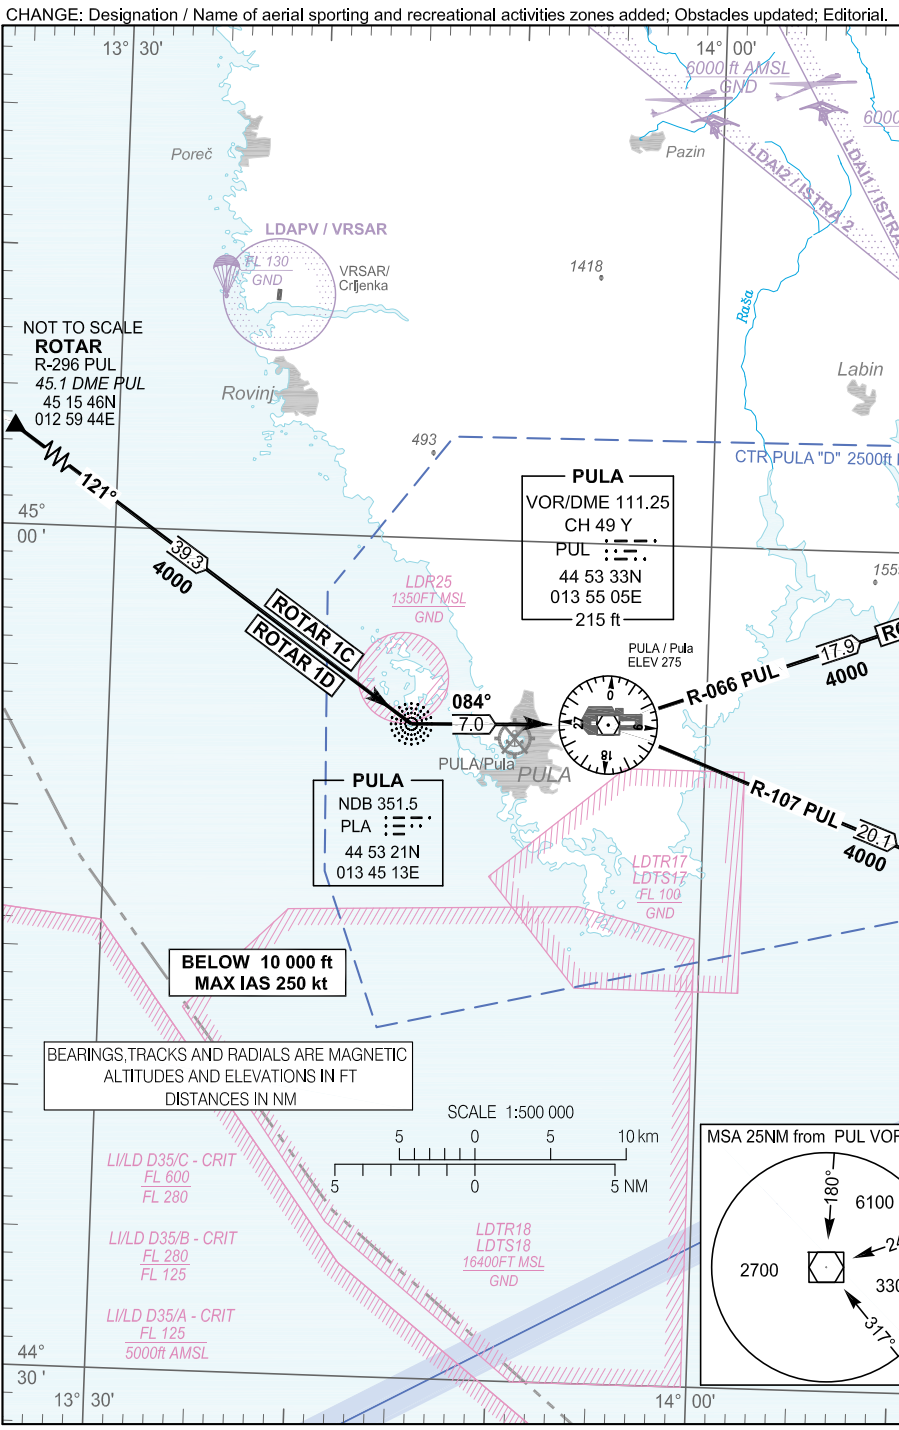 CHANGE: Designation / Name of aerial sporting and recreational activities zones added; Obstacles updated; Editorial.
13° 30'
14° 00'
6000 ft AMSL
GND
6000
Poreč
Pazin
LDAI2 / ISTRA 2
LDAI1 / ISTRA
LDAPV / VRSAR
FL 130
GND
VRSAR/
Crljenka
1418
Raša
NOT TO SCALE
ROTAR
R-296 PUL
45.1 DME PUL
45 15 46N
012 59 44E
Rovinj
Labin
493
CTR PULA "D" 2500ft
121°
PULA
VOR/DME 111.25
CH 49 Y
PUL
44 53 33N
013 55 05E
215 ft
45°
00'
39.3
4000
155
LDR25
1350FT MSL
GND
ROTAR 1C
ROTAR 1D
PULA / Pula
ELEV 275
R-066 PUL
17.9
4000
RO
084°
7.0
0
9
18
27
PULA/Pula
PULA
R-107 PUL
20.1
4000
PULA
NDB 351.5
PLA
44 53 21N
013 45 13E
LDTR17
LDTS17
FL 100
GND
BELOW 10 000 ft
MAX IAS 250 kt
BEARINGS,TRACKS AND RADIALS ARE MAGNETIC
ALTITUDES AND ELEVATIONS IN FT
DISTANCES IN NM
SCALE 1:500 000
5 0 5 10 km
5 0 5 NM
LI/LD D35/C - CRIT
FL 600
FL 280
LI/LD D35/B - CRIT
FL 280
FL 125
LI/LD D35/A - CRIT
FL 125
5000ft AMSL
LDTR18
LDTS18
16400FT MSL
GND
MSA 25NM from PUL VOR
180°
6100
24
2700
330
317°
44°
30'
13° 30'
14° 00'